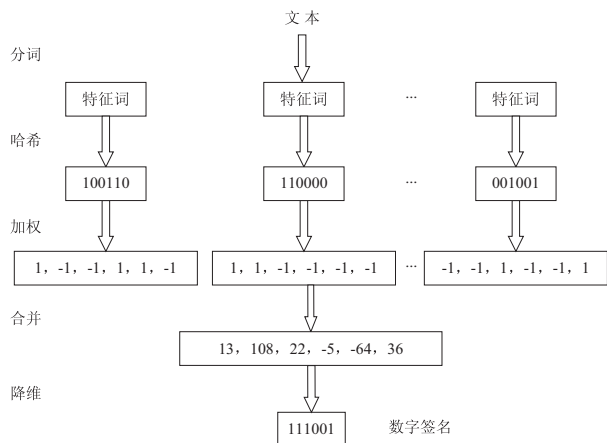 文 本
分词
特征词 特征词 ... 特征词
哈希
100110 110000 ... 001001
加权
1，-1，-1，1，1，-1 1，1，-1，-1，-1，-1 ... -1，-1，1，-1，-1，1
合并
13，108，22，-5，-64，36
降维
111001 数字签名